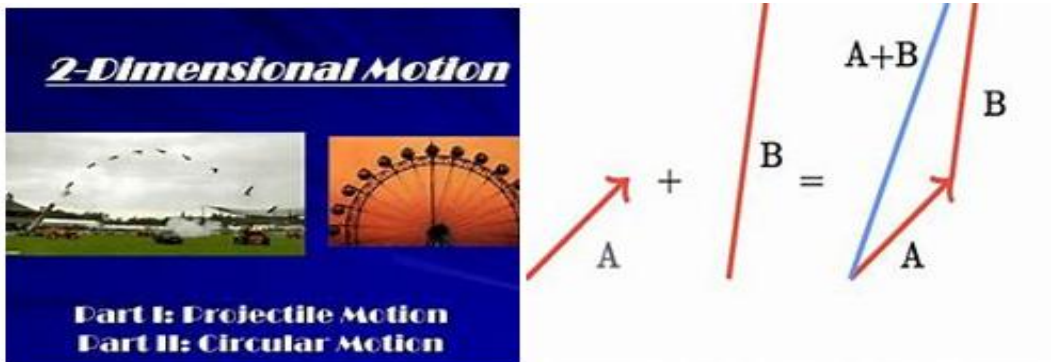 2-Dimensional Motion
Part I: Projectile Motion
Part II: Circular Motion
A
+
B
=
A+B
B
A